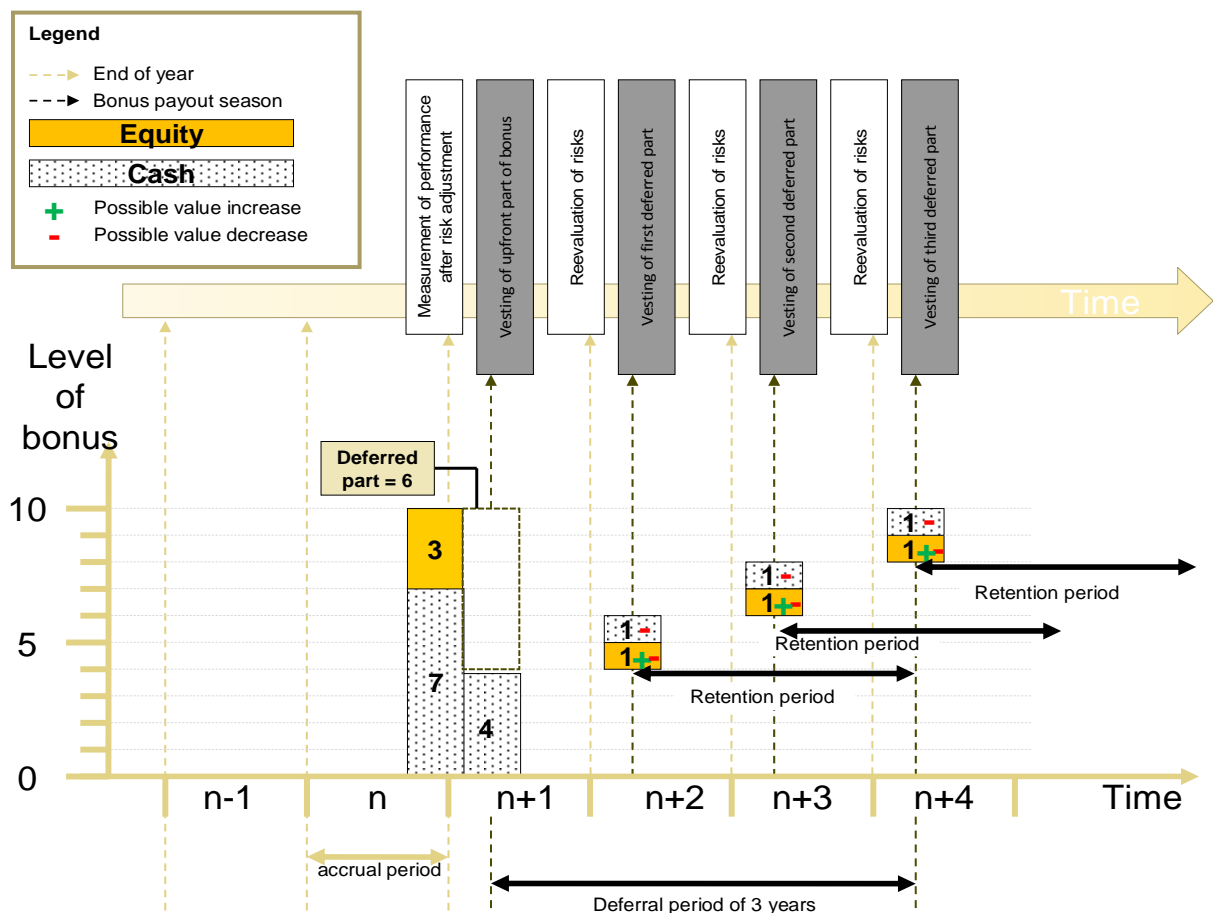 Legend
End of year
Bonus payout season
Equity
Cash
+ Possible value increase
- Possible value decrease
Measurement of performance
after risk adjustment
Vesting of upfront part of bonus
Reevaluation of risks
Vesting of first deferred part
Reevaluation of risks
Vesting of second deferred part
Reevaluation of risks
Vesting of third deferred part
Time
Level
of
bonus
Deferred
part = 6
10
5
0
3
7
4
1 -
1 + -
1 -
1 + -
1 -
1 + -
Retention period
Retention period
Retention period
n-1
n
n+1
n+2
n+3
n+4
Time
accrual period
Deferral period of 3 years